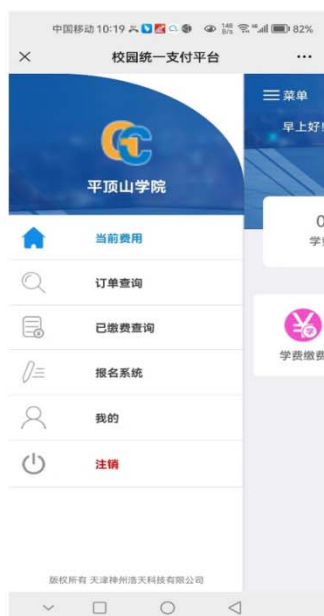 中国移动 10:19 82%
校园统一支付平台
菜单
早上好!
平顶山学院
当前费用
订单查询
已缴费查询
报名系统
我的
注销
0
学费缴费
版权所有 天津神州浩天科技有限公司